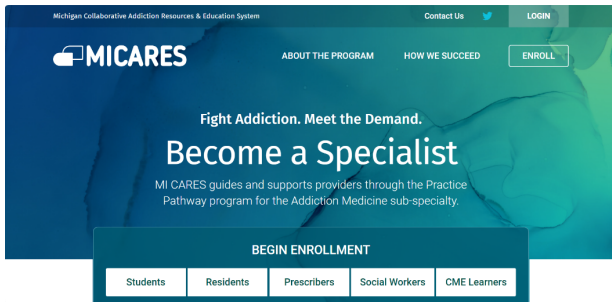 Michigan Collaborative Addiction Resources & Education System
Contact Us
LOGIN
MICARES
ABOUT THE PROGRAM
HOW WE SUCCEED
ENROLL
Fight Addiction. Meet the Demand.
Become a Specialist
MI CARES guides and supports providers through the Practice
Pathway program for the Addiction Medicine sub-specialty.
BEGIN ENROLLMENT
Students
Residents
Prescribers
Social Workers
CME Learners